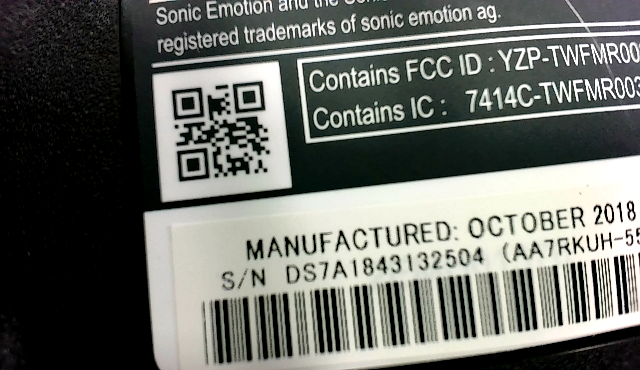 Sonic Emotion and the Sonic
registered trademarks of sonic emotion ag.
Contains FCC ID : YZP-TWFMR00
Contains IC : 7414C-TWFMR003
MANUFACTURED: OCTOBER 2018
S/N DS7A1843132504 (AA7RKUH-55